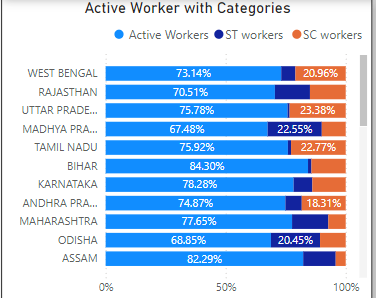 Active Worker with Categories
Active Workers ST workers SC workers
WEST BENGAL 73.14% 20.96%
RAJASTHAN 70.51%
UTTAR PRADE... 75.78% 23.38%
MADHYA PRA... 67.48% 22.55%
TAMIL NADU 75.92% 22.77%
BIHAR 84.30%
KARNATAKA 78.28%
ANDHRA PRA... 74.87% 18.31%
MAHARASHTRA 77.65%
ODISHA 68.85% 20.45%
ASSAM 82.29%
0% 50% 100%